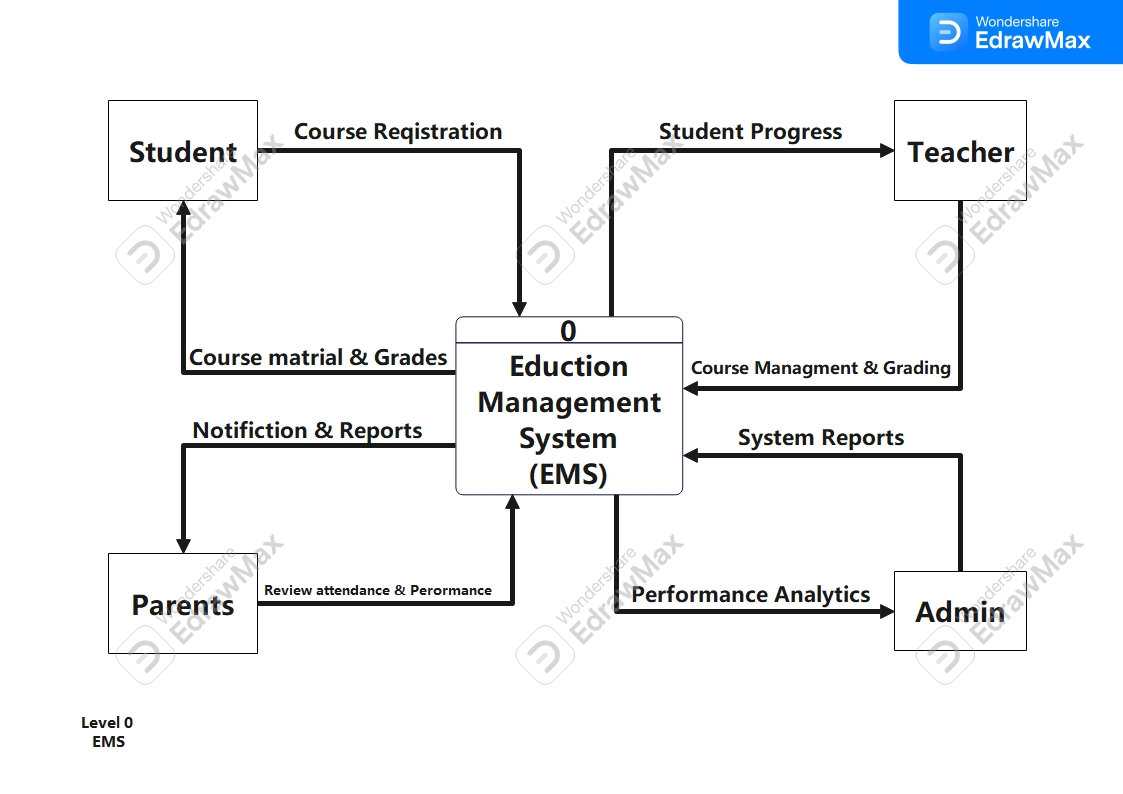 Wondershare
EdrawMax
Course Reqistration
Student Progress
Student
Teacher
0
Eduction
Management
System
(EMS)
Course matrial & Grades
Course Managment & Grading
Notifiction & Reports
System Reports
Review attendance & Perormance
Performance Analytics
Parents
Admin
Level 0
EMS
Wondershare
EdrawMax
Wondershare
EdrawMax
Wondershare
EdrawMax
Wondershare
EdrawMax
Wondershare
EdrawMax
Wondershare
EdrawMax